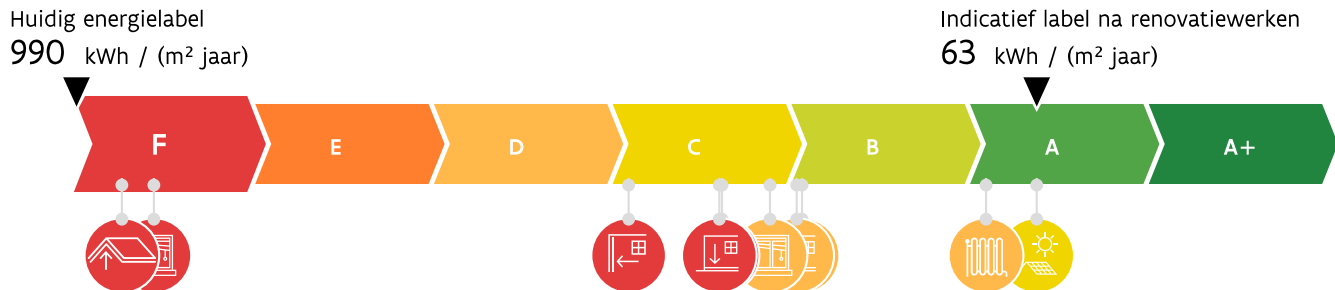 Huidig energielabel
990 kWh / (m² jaar)
Indicatief label na renovatiewerken
63 kWh / (m² jaar)
F
E
D
C
B
A
A+